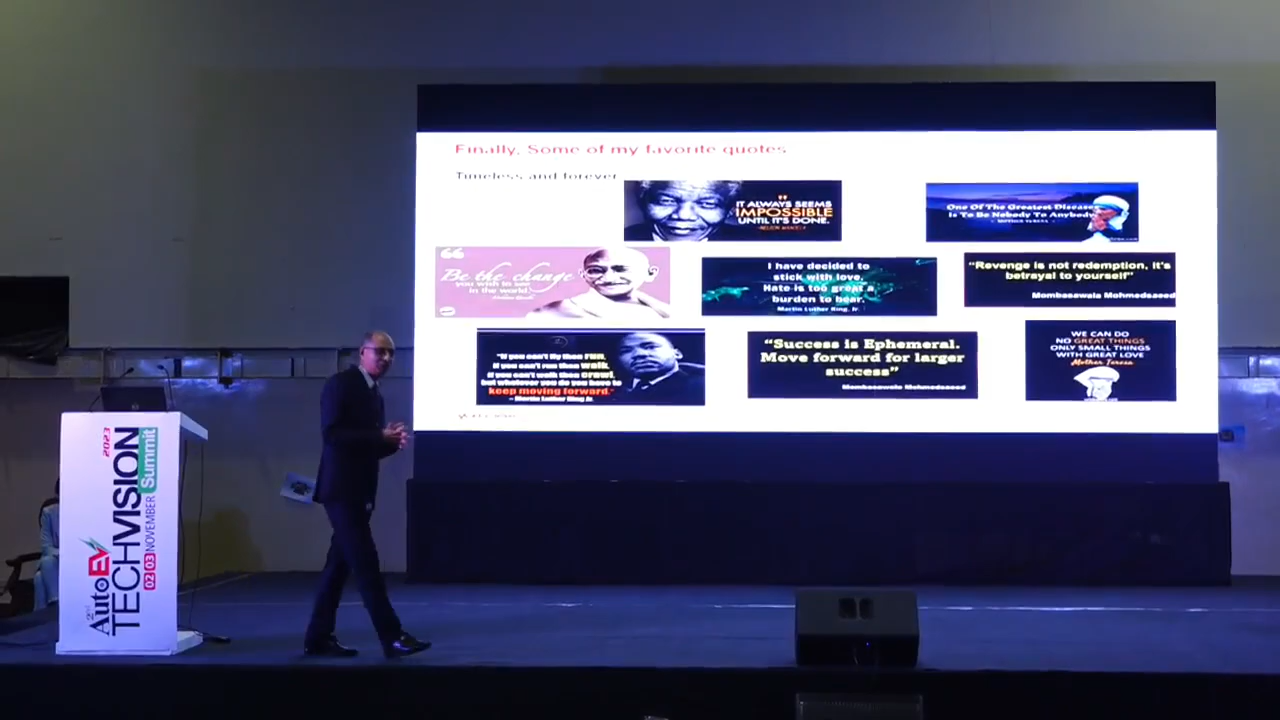 Finally, Some of my favorite quotes
Timeless and forever
IT ALWAYS SEEMS
IMPOSSIBLE
UNTIL IT'S DONE.
-NELSON MANDELA
One Of The Greatest Diseases
Is To Be Nobody To Anybody
MOTHER TERESA
Be the change
you wish to see
in the world.
I have decided to
stick with love.
Hate is too great a
burden to bear.
Martin Luther King, Jr.
“Revenge is not redemption, it's
betrayal to yourself”
Mombasawala Mohmedsaeed
"If you can't fly then run,
if you can't run then walk,
if you can't walk then crawl,
but whatever you do you have to
keep moving forward."
– Martin Luther King Jr.
“Success is Ephemeral.
Move forward for larger
success”
Mombasawala Mohmedsaeed
WE CAN DO
NO GREAT THINGS
ONLY SMALL THINGS
WITH GREAT LOVE
Mother Teresa
AutoEV
TECHVISION
Summit
2023
02 03 NOVEMBER